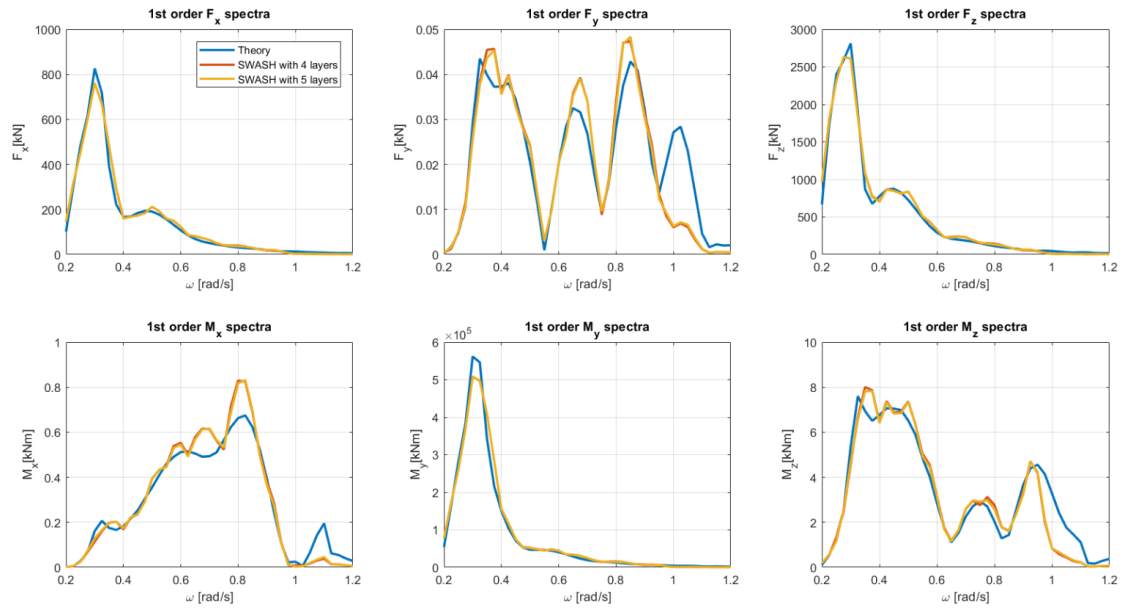 1st order F_x spectra
1000
800
600
400
200
0
F_x[kN]
0.2 0.4 0.6 0.8 1 1.2
ω [rad/s]
Theory
SWASH with 4 layers
SWASH with 5 layers
1st order F_y spectra
0.05
0.04
0.03
0.02
0.01
0
F_y[kN]
0.2 0.4 0.6 0.8 1 1.2
ω [rad/s]
1st order F_z spectra
3000
2500
2000
1500
1000
500
0
F_z[kN]
0.2 0.4 0.6 0.8 1 1.2
ω [rad/s]
1st order M_x spectra
1
0.8
0.6
0.4
0.2
0
M_x[kNm]
0.2 0.4 0.6 0.8 1 1.2
ω [rad/s]
1st order M_y spectra
×10^5
6
5
4
3
2
1
0
M_y[kNm]
0.2 0.4 0.6 0.8 1 1.2
ω [rad/s]
1st order M_z spectra
10
8
6
4
2
0
M_z[kNm]
0.2 0.4 0.6 0.8 1 1.2
ω [rad/s]